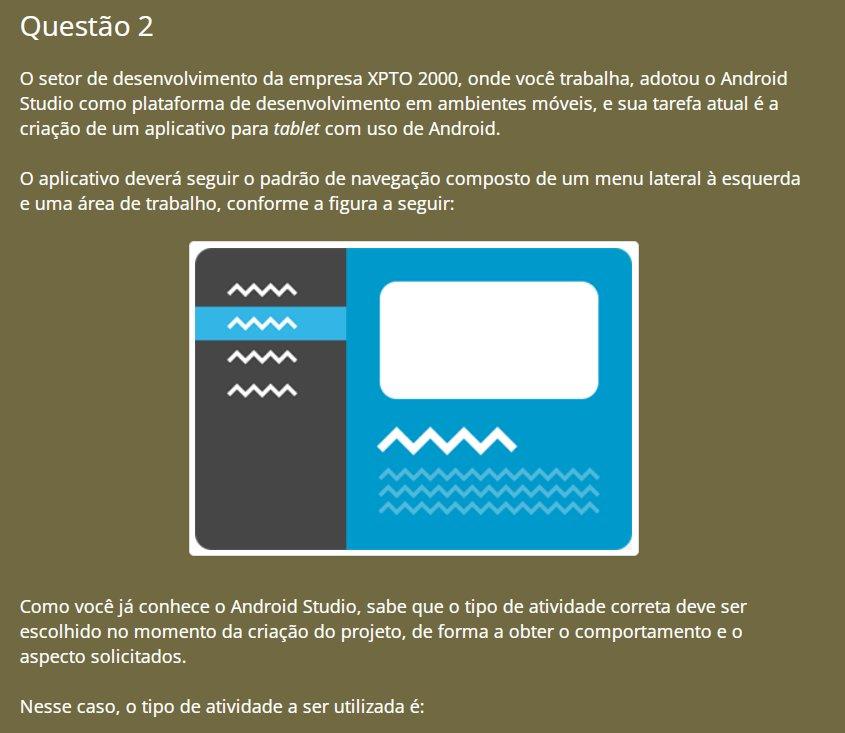 Questão 2
O setor de desenvolvimento da empresa XPTO 2000, onde você trabalha, adotou o Android
Studio como plataforma de desenvolvimento em ambientes móveis, e sua tarefa atual é a
criação de um aplicativo para tablet com uso de Android.
O aplicativo deverá seguir o padrão de navegação composto de um menu lateral à esquerda
e uma área de trabalho, conforme a figura a seguir:
Como você já conhece o Android Studio, sabe que o tipo de atividade correta deve ser
escolhido no momento da criação do projeto, de forma a obter o comportamento e o
aspecto solicitados.
Nesse caso, o tipo de atividade a ser utilizada é: